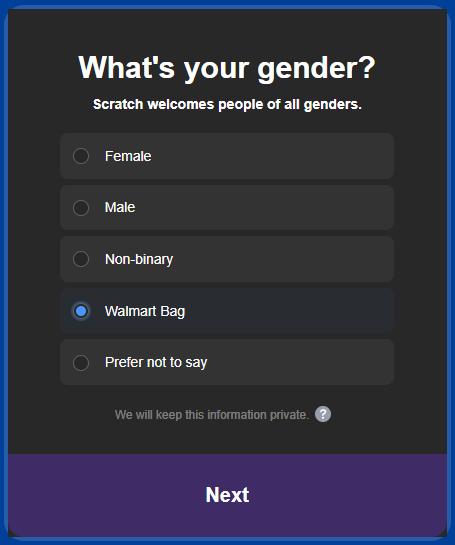 What's your gender?
Scratch welcomes people of all genders.
Female
Male
Non-binary
Walmart Bag
Prefer not to say
We will keep this information private. ?
Next